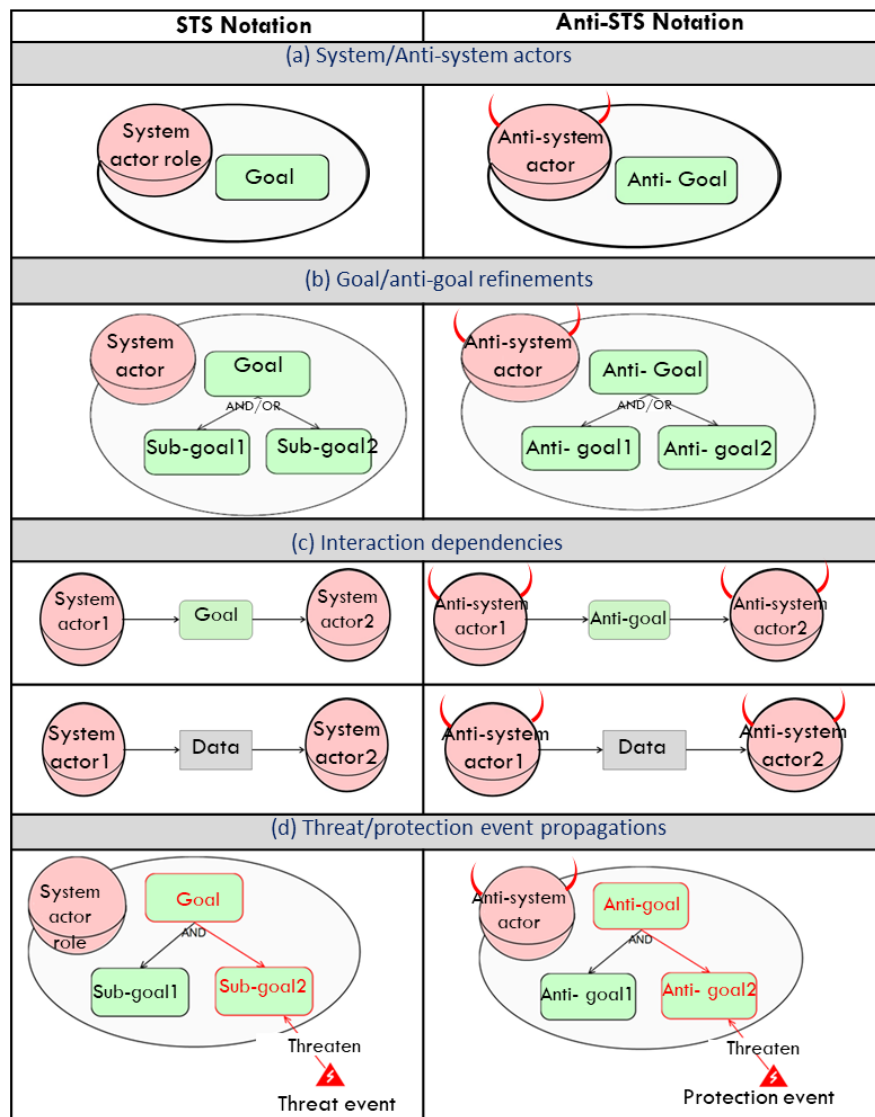 STS Notation
Anti-STS Notation
(a) System/Anti-system actors
System
actor role
Goal
Anti-system
actor
Anti- Goal
(b) Goal/anti-goal refinements
System
actor
Goal
AND/OR
Sub-goal1
Sub-goal2
Anti-system
actor
Anti- Goal
AND/OR
Anti- goal1
Anti- goal2
(c) Interaction dependencies
System
actor1
Goal
System
actor2
Anti-system
actor1
Anti-goal
Anti-system
actor2
System
actor1
Data
System
actor2
Anti-system
actor1
Data
Anti-system
actor2
(d) Threat/protection event propagations
System
actor
role
Goal
AND
Sub-goal1
Sub-goal2
Threaten
Threat event
Anti-system
actor
Anti-goal
AND
Anti- goal1
Anti- goal2
Threaten
Protection event